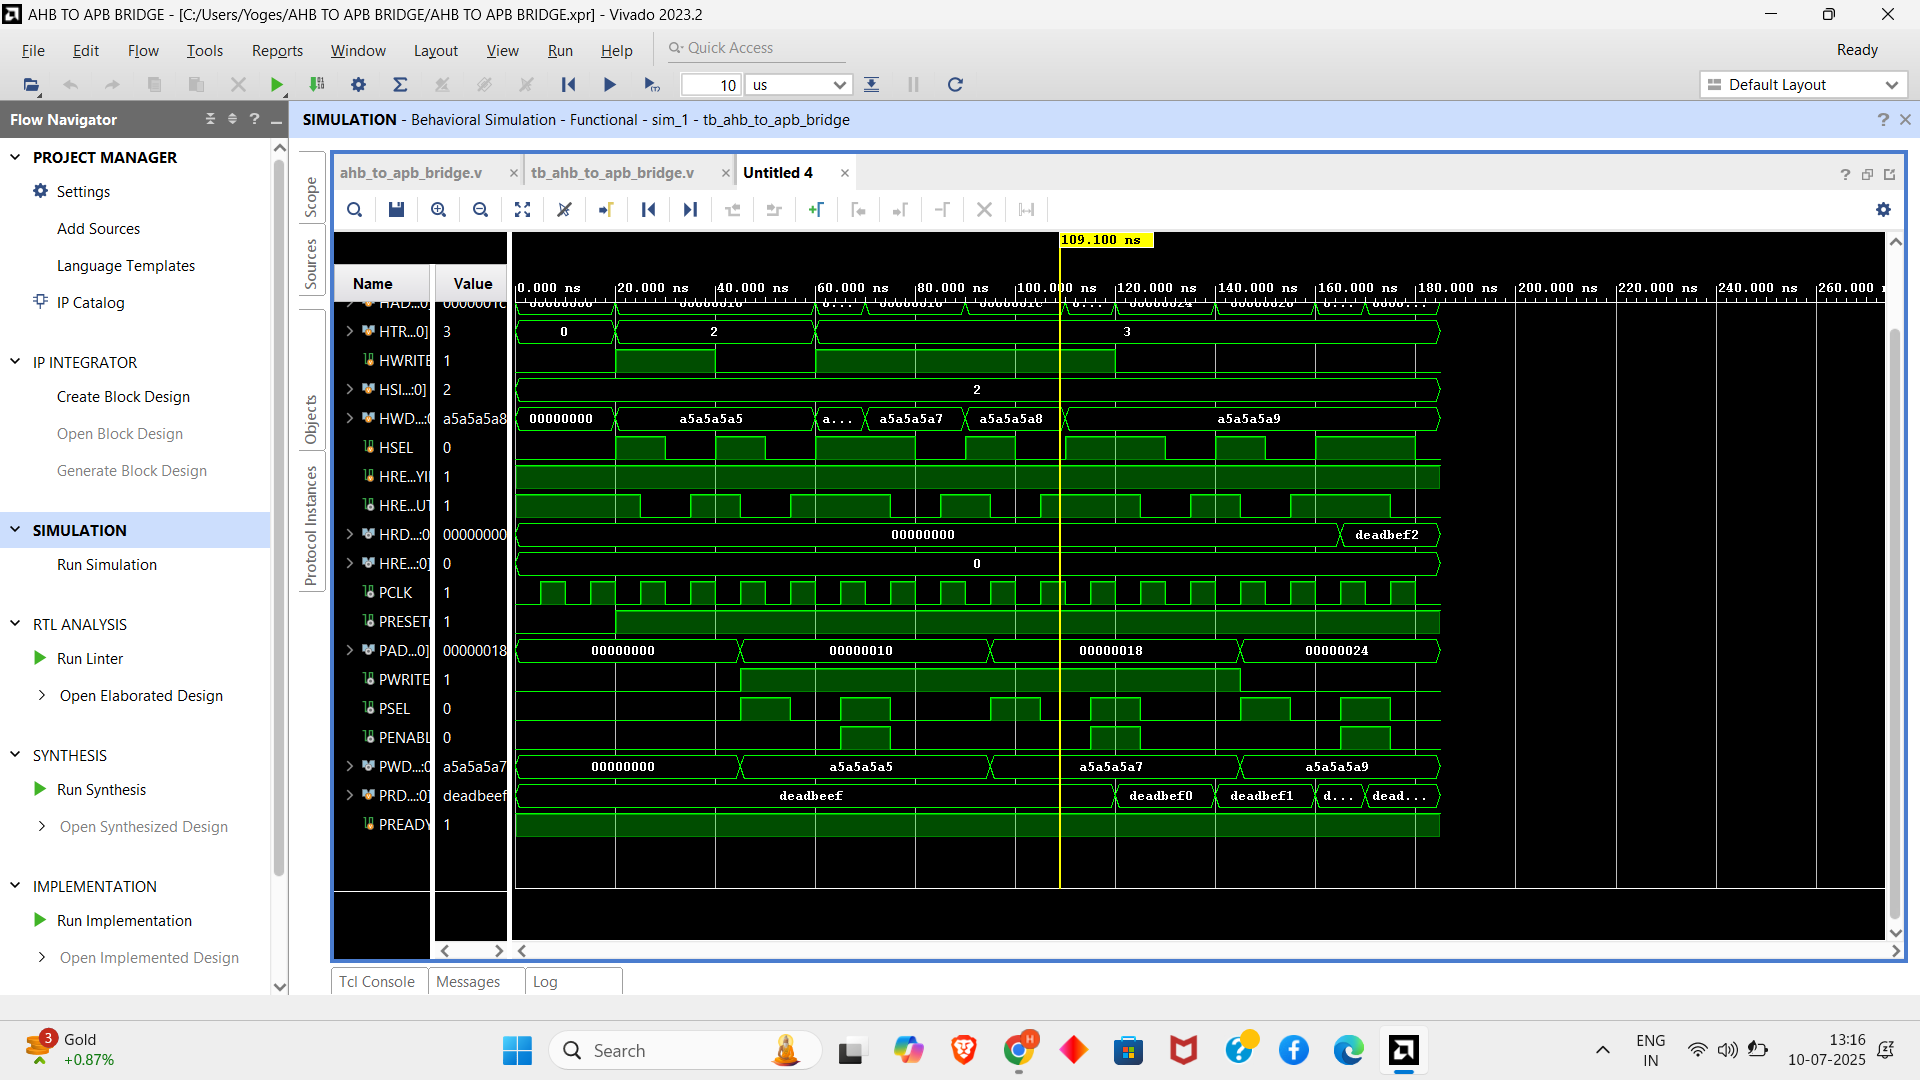 AHB TO APB BRIDGE - [C:/Users/Yoges/AHB TO APB BRIDGE/AHB TO APB BRIDGE.xpr] - Vivado 2023.2
File Edit Flow Tools Reports Window Layout View Run Help Quick Access Ready
10 us Default Layout
Flow Navigator
SIMULATION - Behavioral Simulation - Functional - sim_1 - tb_ahb_to_apb_bridge
PROJECT MANAGER
Settings
Add Sources
Language Templates
IP Catalog
IP INTEGRATOR
Create Block Design
Open Block Design
Generate Block Design
SIMULATION
Run Simulation
RTL ANALYSIS
Run Linter
Open Elaborated Design
SYNTHESIS
Run Synthesis
Open Synthesized Design
IMPLEMENTATION
Run Implementation
Open Implemented Design
Scope
Sources
Objects
Protocol Instances
ahb_to_apb_bridge.v tb_ahb_to_apb_bridge.v Untitled 4
109.100 ns
Name Value 0.000 ns 20.000 ns 40.000 ns 60.000 ns 80.000 ns 100.000 ns 120.000 ns 140.000 ns 160.000 ns 180.000 ns 200.000 ns 220.000 ns 240.000 ns 260.000
HTR...0] 3 0 2 3
HWRITE 1
HSI...:0] 2 2
HWD...:0 a5a5a5a8 00000000 a5a5a5a5 a... a5a5a5a7 a5a5a5a8 a5a5a5a9
HSEL 0
HRE...YI 1
HRE...UT 1
HRD...:0 00000000 00000000 deadbef2
HRE...:0] 0 0
PCLK 1
PRESET 1
PAD...0] 00000018 00000000 00000010 00000018 00000024
PWRITE 1
PSEL 0
PENABL 0
PWD...:0 a5a5a5a7 00000000 a5a5a5a5 a5a5a5a7 a5a5a5a9
PRD...:0] deadbeef deadbeef deadbef0 deadbef1 d... dead...
PREADY 1
Tcl Console Messages Log
3 Gold
+0.87%
Search
H
ENG
IN
13:16
10-07-2025